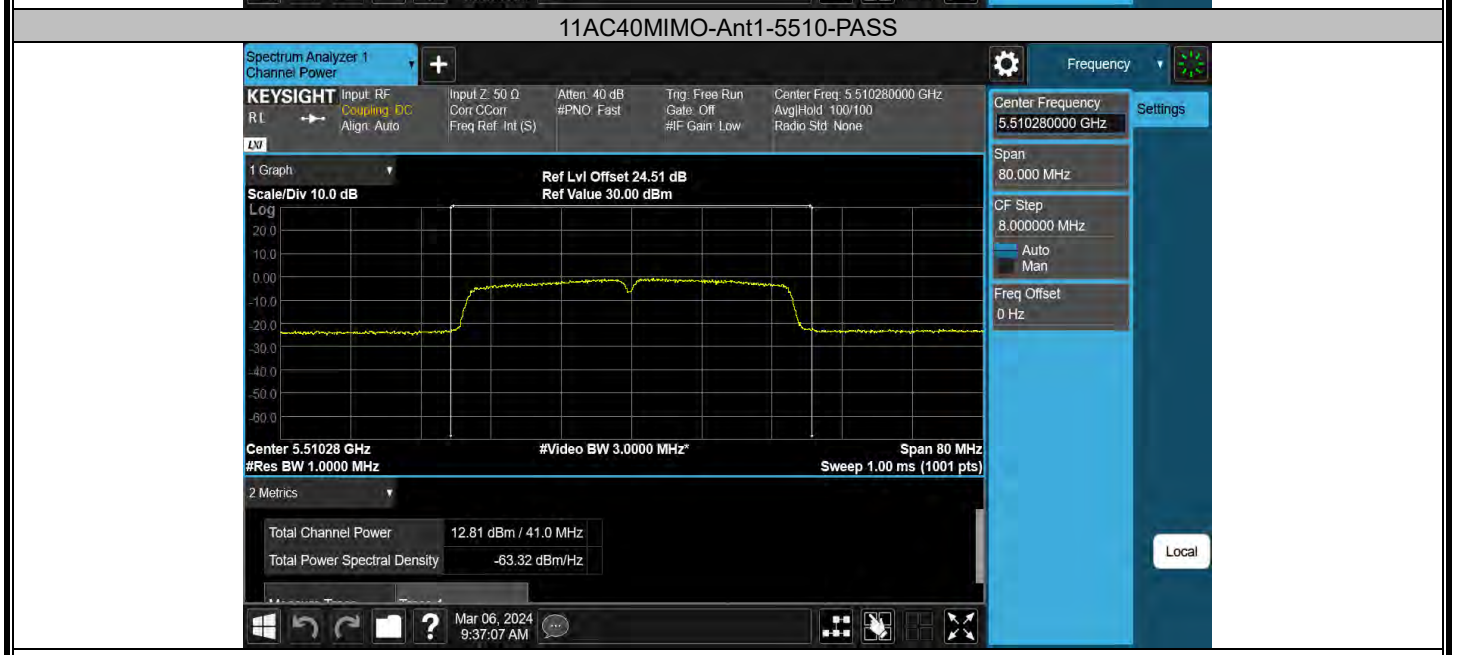 11AC40MIMO-Ant1-5510-PASS
Spectrum Analyzer 1
Channel Power
Frequency
KEYSIGHT
Input: RF
Coupling: DC
Align: Auto
Input Z: 50 Ω
Corr CCorr
Freq Ref: Int (S)
Atten: 40 dB
#PNO: Fast
Trig: Free Run
Gate: Off
#IF Gain: Low
Center Freq: 5.510280000 GHz
Avg|Hold: 100/100
Radio Std: None
RL
LXI
Center Frequency
5.510280000 GHz
Settings
Span
80.000 MHz
CF Step
8.000000 MHz
Auto
Man
Freq Offset
0 Hz
1 Graph
Scale/Div 10.0 dB
Ref Lvl Offset 24.51 dB
Ref Value 30.00 dBm
Log
20.0
10.0
0.00
-10.0
-20.0
-30.0
-40.0
-50.0
-60.0
Center 5.51028 GHz
#Video BW 3.0000 MHz*
Span 80 MHz
#Res BW 1.0000 MHz
Sweep 1.00 ms (1001 pts)
2 Metrics
Total Channel Power 12.81 dBm / 41.0 MHz
Total Power Spectral Density -63.32 dBm/Hz
Local
Mar 06, 2024
9:37:07 AM